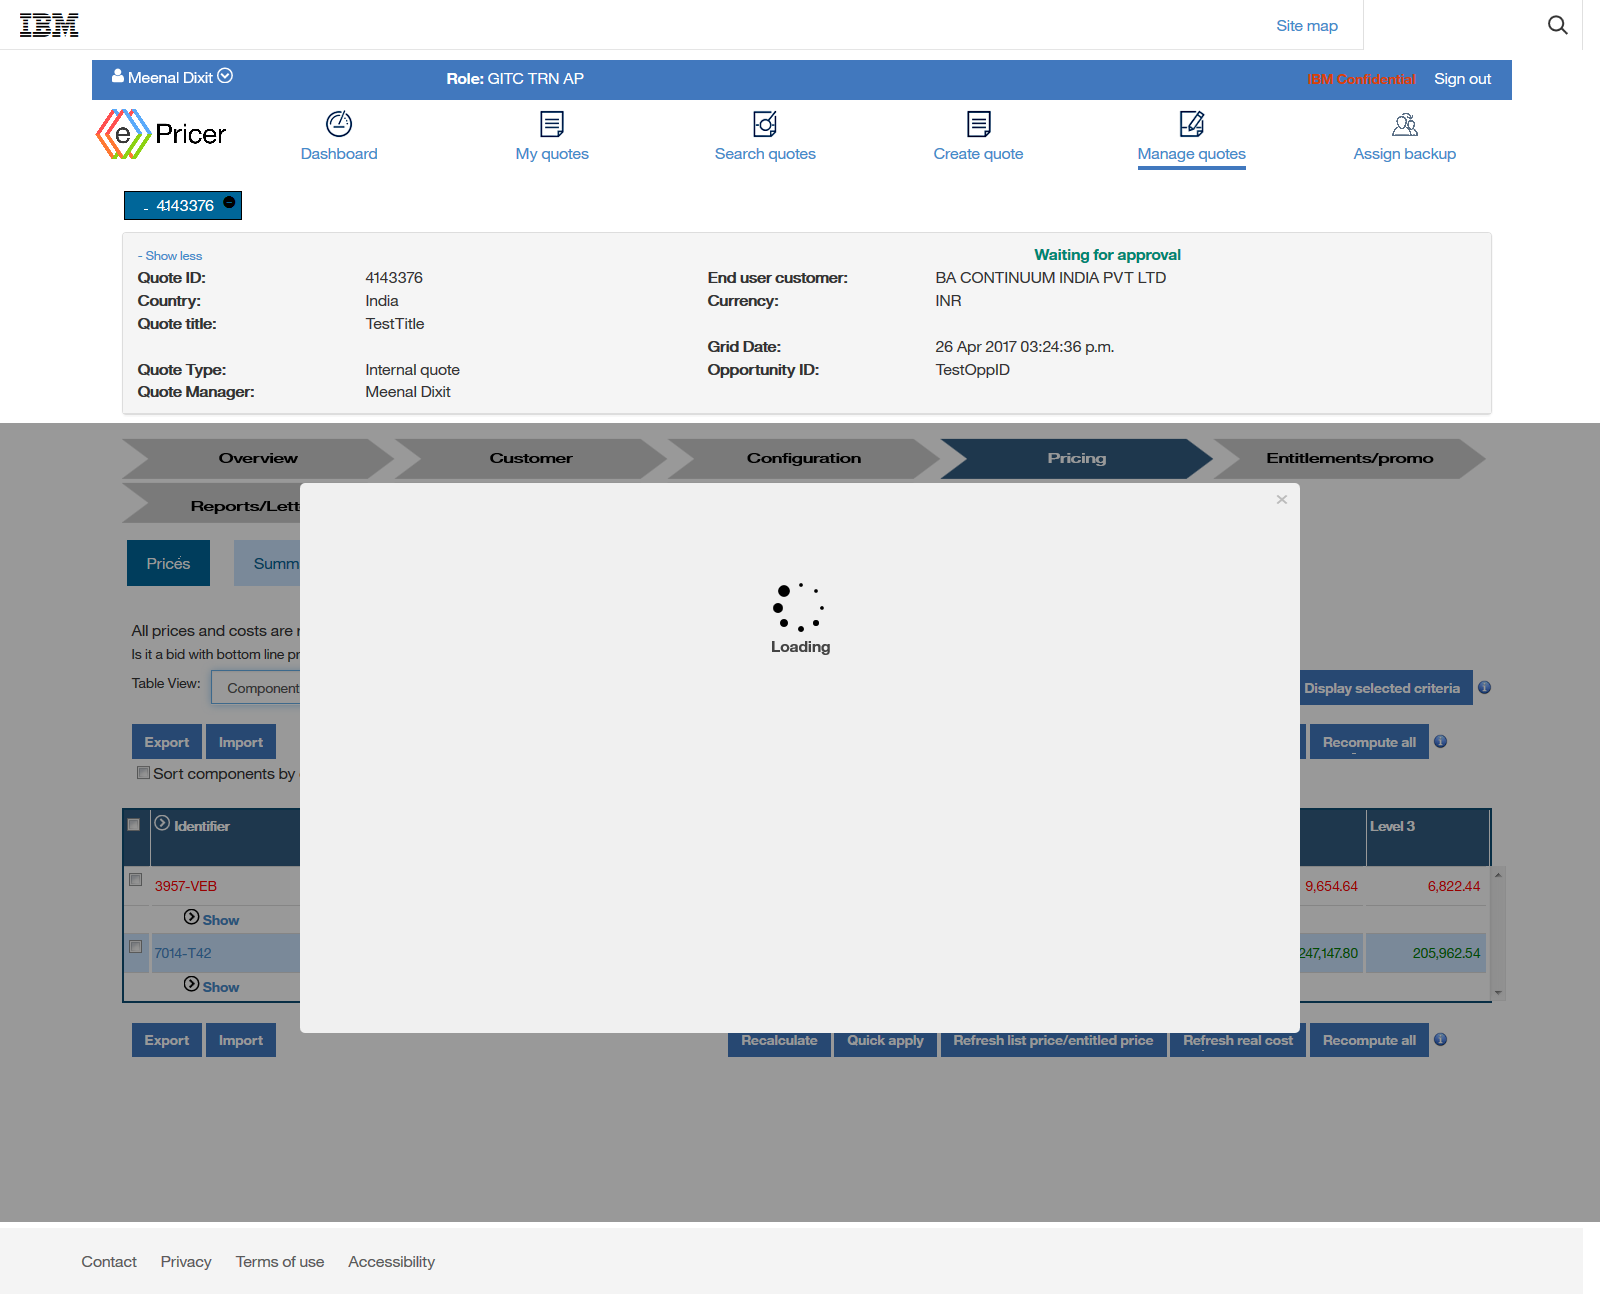 IBM
Site map
Meenal Dixit
Role: GITC TRN AP
IBM Confidential
Sign out
e Pricer
Dashboard
My quotes
Search quotes
Create quote
Manage quotes
Assign backup
4143376
- Show less
Waiting for approval
Quote ID: 4143376
End user customer: BA CONTINUUM INDIA PVT LTD
Country: India
Currency: INR
Quote title: TestTitle
Grid Date: 26 Apr 2017 03:24:36 p.m.
Quote Type: Internal quote
Opportunity ID: TestOppID
Quote Manager: Meenal Dixit
Overview
Customer
Configuration
Pricing
Entitlements/promo
Reports/Lett
Prices
Summ
Loading
All prices and costs are
Is it a bid with bottom line pr
Table View: Component
Display selected criteria
Export
Import
Recompute all
Sort components by
Identifier
Level 3
3957-VEB
9,654.64
6,822.44
Show
7014-T42
247,147.80
205,962.54
Show
Export
Import
Recalculate
Quick apply
Refresh list price/entitled price
Refresh real cost
Recompute all
Contact
Privacy
Terms of use
Accessibility